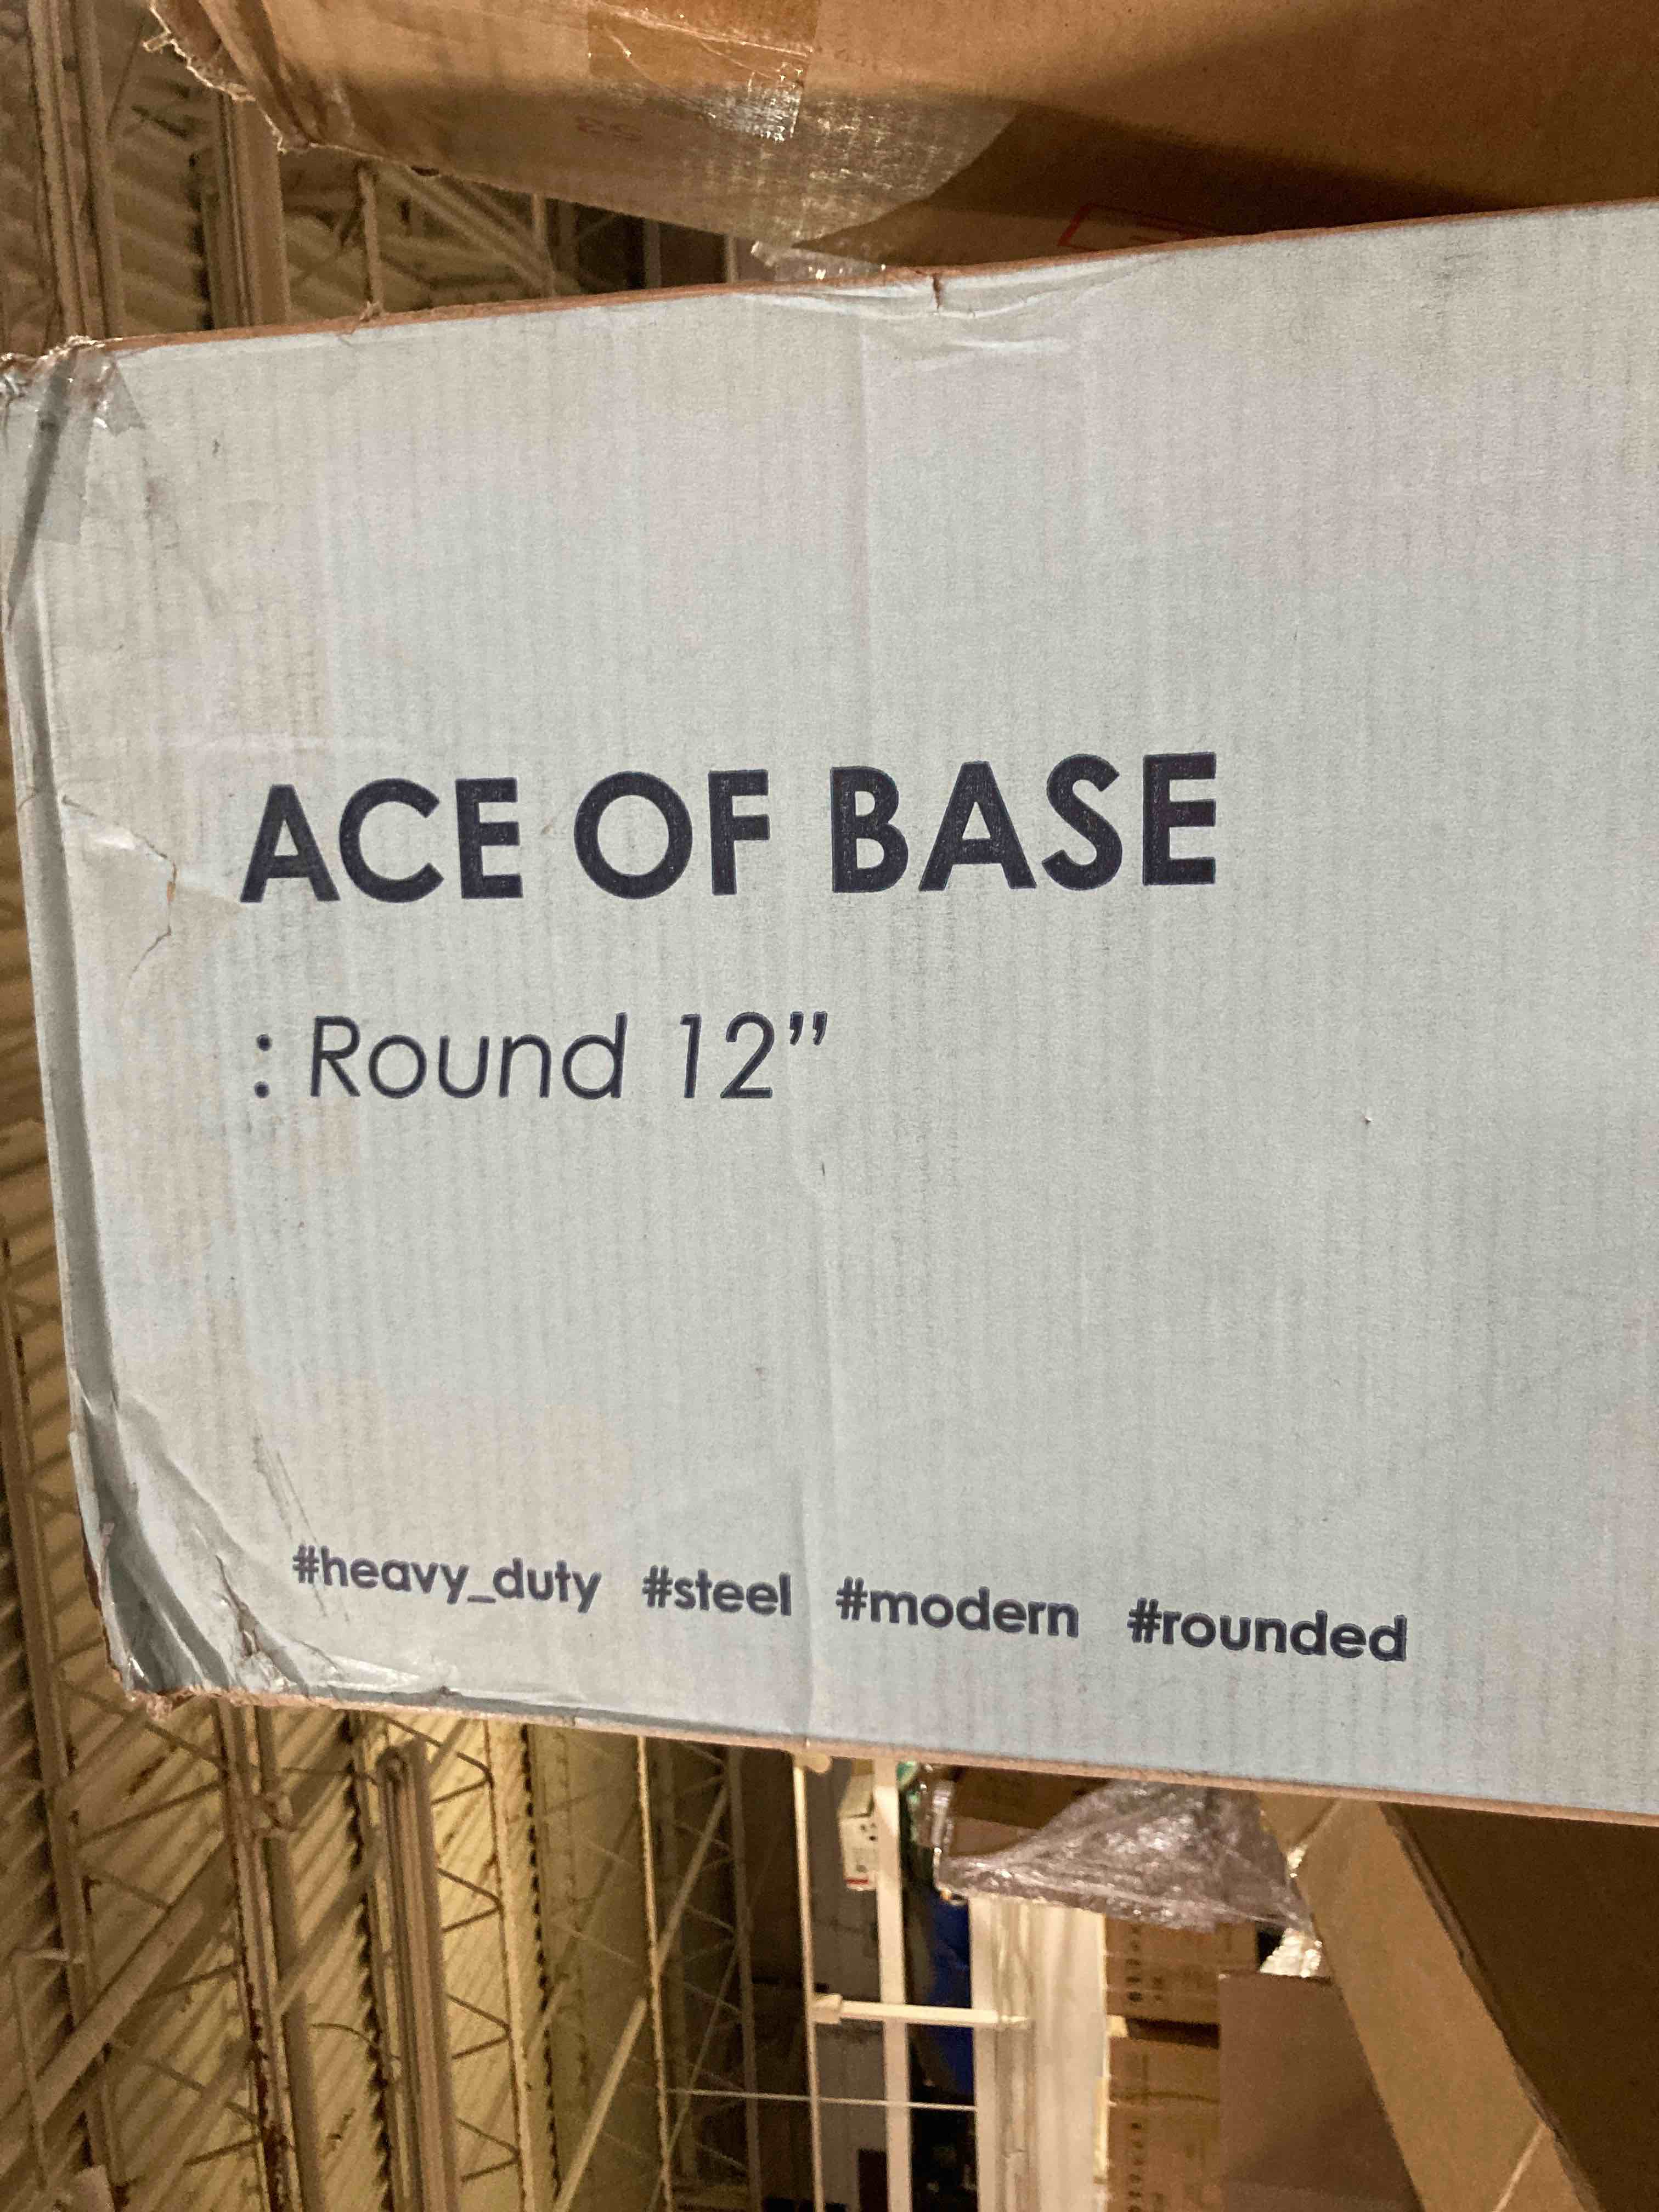 ACE OF BASE
: Round 12”
#heavy_duty #steel #modern #rounded